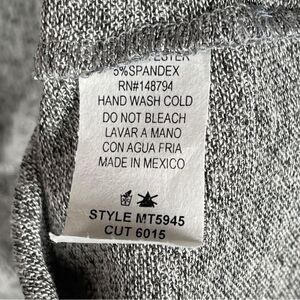 5%SPANDEX
RN#148794
HAND WASH COLD
DO NOT BLEACH
LAVAR A MANO
CON AGUA FRIA
MADE IN MEXICO
STYLE MT5945
CUT 6015